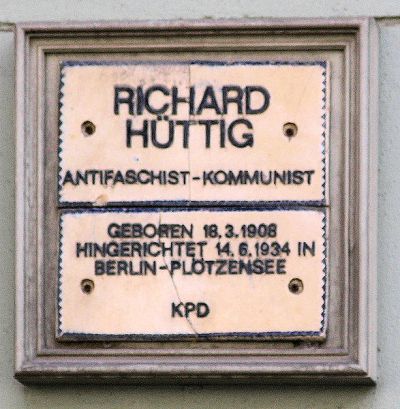 RICHARD
HÜTTIG
ANTIFASCHIST-KOMMUNIST
GEBOREN 18.3.1908
HINGERICHTET 14.6.1934 IN
BERLIN-PLÖTZENSEE
KPD